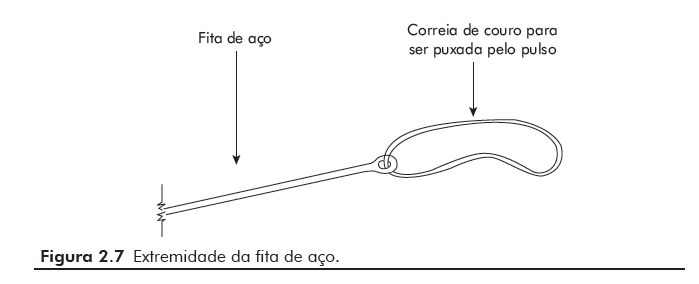 Fita de aço
Correia de couro para
ser puxada pelo pulso
Figura 2.7 Extremidade da fita de aço.